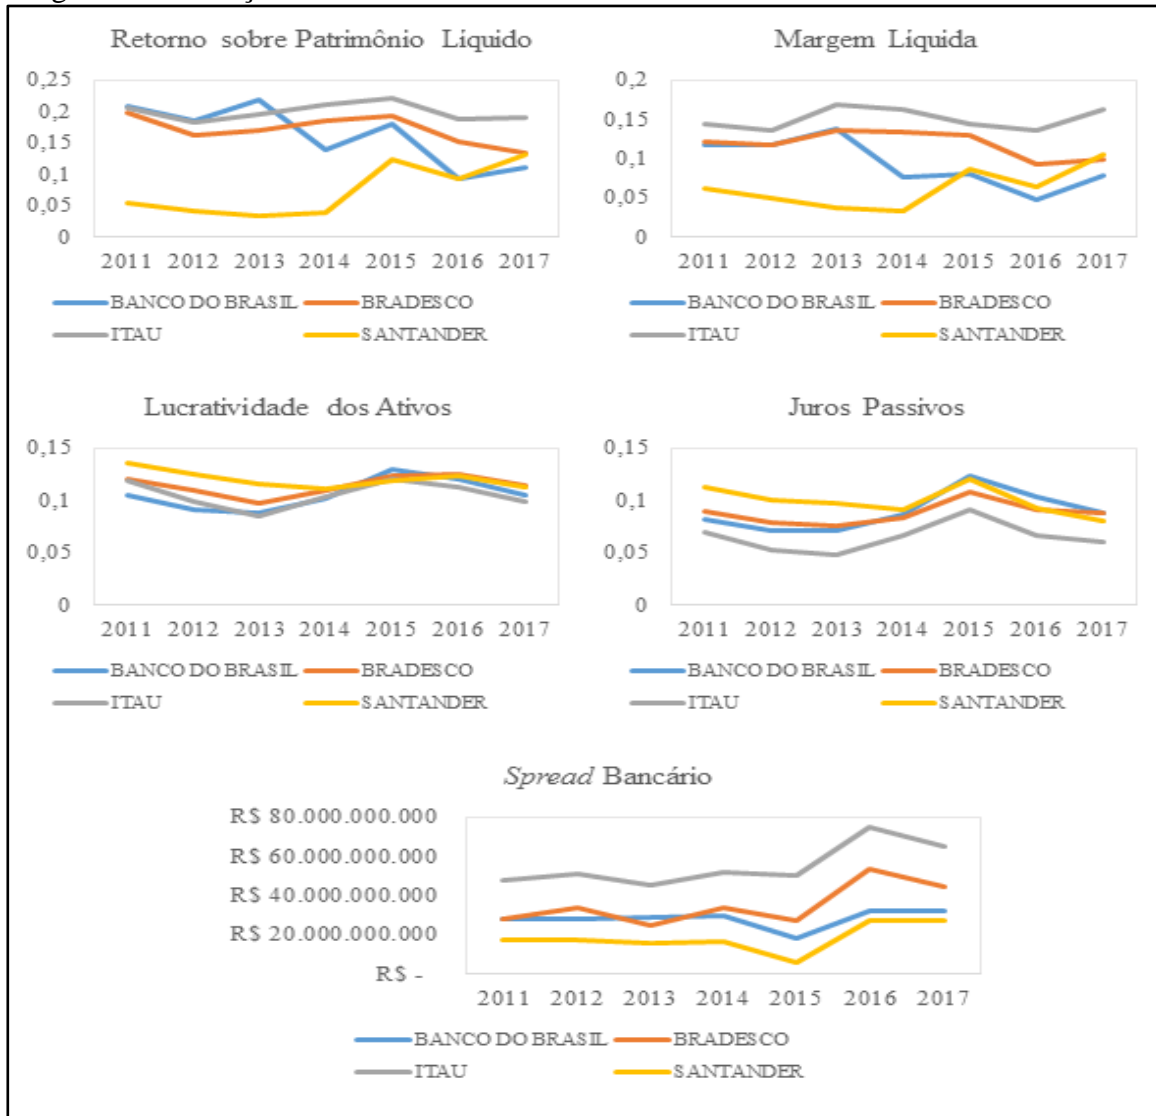 Retorno sobre Patrimônio Líquido
0,25
0,2
0,15
0,1
0,05
0
2011 2012 2013 2014 2015 2016 2017
BANCO DO BRASIL BRADESCO
ITAU SANTANDER
Margem Líquida
0,2
0,15
0,1
0,05
0
2011 2012 2013 2014 2015 2016 2017
BANCO DO BRASIL BRADESCO
ITAU SANTANDER
Lucratividade dos Ativos
0,15
0,1
0,05
0
2011 2012 2013 2014 2015 2016 2017
BANCO DO BRASIL BRADESCO
ITAU SANTANDER
Juros Passivos
0,15
0,1
0,05
0
2011 2012 2013 2014 2015 2016 2017
BANCO DO BRASIL BRADESCO
ITAU SANTANDER
Spread Bancário
R$ 80.000.000.000
R$ 60.000.000.000
R$ 40.000.000.000
R$ 20.000.000.000
R$ -
2011 2012 2013 2014 2015 2016 2017
BANCO DO BRASIL BRADESCO
ITAU SANTANDER